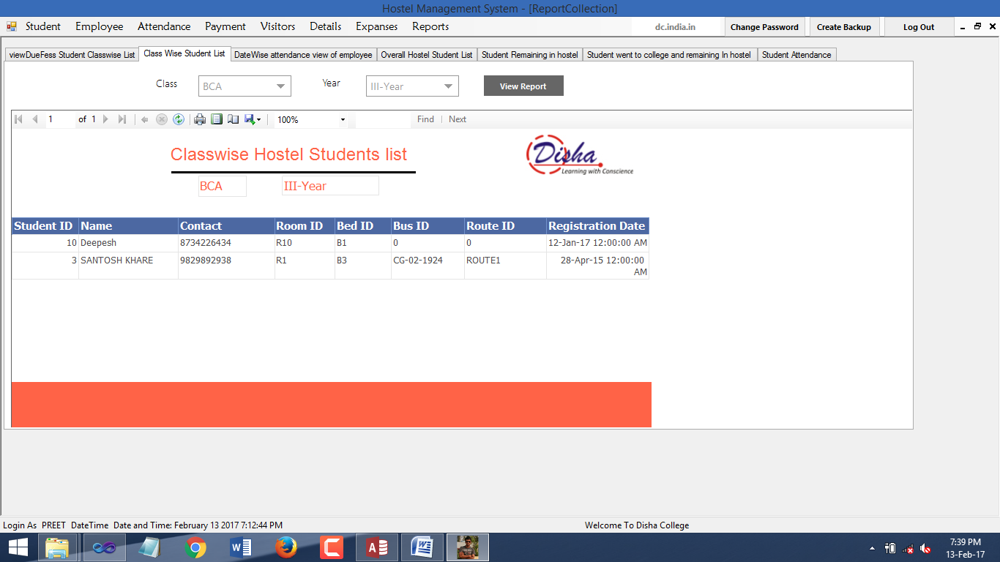 Hostel Management System - [ReportCollection]
Student Employee Attendance Payment Visitors Details Expanses Reports dc.india.in Change Password Create Backup Log Out
viewDueFess Student Classwise List Class Wise Student List DateWise attendance view of employee Overall Hostel Student List Student Remaining in hostel Student went to college and remaining In hostel Student Attendance
Class BCA Year III-Year View Report
1 of 1 100% Find Next
Classwise Hostel Students list
Disha
Learning with Conscience
BCA III-Year
Student ID Name Contact Room ID Bed ID Bus ID Route ID Registration Date
10 Deepesh 8734226434 R10 B1 0 0 12-Jan-17 12:00:00 AM
3 SANTOSH KHARE 9829892938 R1 B3 CG-02-1924 ROUTE1 28-Apr-15 12:00:00
AM
Login As PREET DateTime Date and Time: February 13 2017 7:12:44 PM Welcome To Disha College
7:39 PM
13-Feb-17